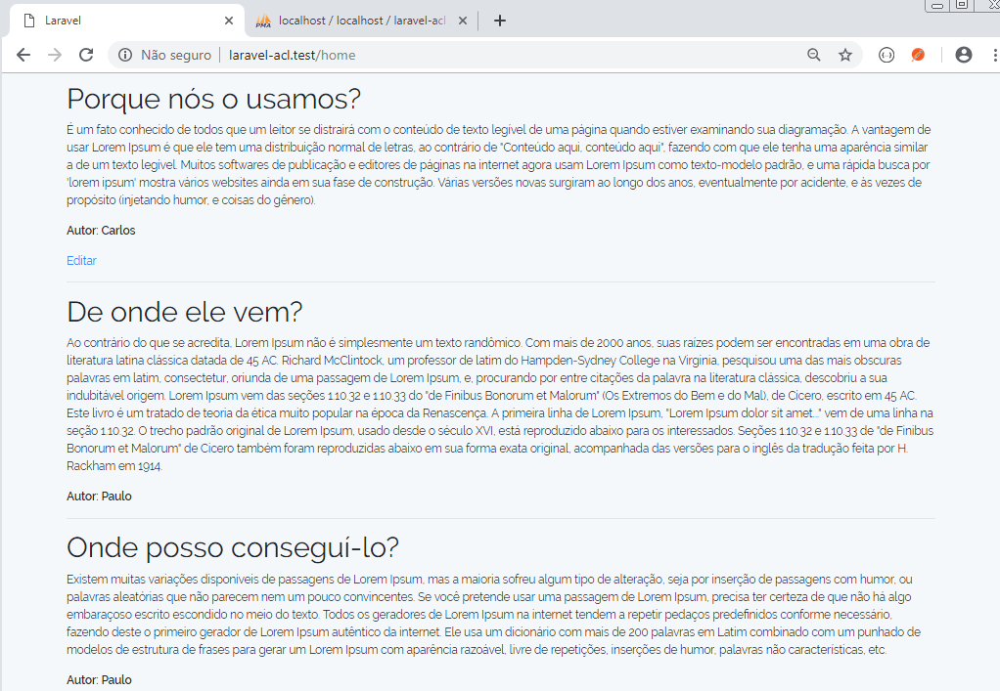 Laravel
PMA
localhost / localhost / laravel-acl
Não seguro
laravel-acl.test/home
Porque nós o usamos?
É um fato conhecido de todos que um leitor se distrairá com o conteúdo de texto legível de uma página quando estiver examinando sua diagramação. A vantagem de
usar Lorem Ipsum é que ele tem uma distribuição normal de letras, ao contrário de "Conteúdo aqui, conteúdo aqui", fazendo com que ele tenha uma aparência similar
a de um texto legível. Muitos softwares de publicação e editores de páginas na internet agora usam Lorem Ipsum como texto-modelo padrão, e uma rápida busca por
'lorem ipsum' mostra vários websites ainda em sua fase de construção. Várias versões novas surgiram ao longo dos anos, eventualmente por acidente, e às vezes de
propósito (injetando humor, e coisas do gênero).
Autor: Carlos
Editar
De onde ele vem?
Ao contrário do que se acredita, Lorem Ipsum não é simplesmente um texto randômico. Com mais de 2000 anos, suas raízes podem ser encontradas em uma obra de
literatura latina clássica datada de 45 AC. Richard McClintock, um professor de latim do Hampden-Sydney College na Virginia, pesquisou uma das mais obscuras
palavras em latim, consectetur, oriunda de uma passagem de Lorem Ipsum, e, procurando por entre citações da palavra na literatura clássica, descobriu a sua
indubitável origem. Lorem Ipsum vem das seções 1.10.32 e 1.10.33 do "de Finibus Bonorum et Malorum" (Os Extremos do Bem e do Mal), de Cícero, escrito em 45 AC.
Este livro é um tratado de teoria da ética muito popular na época da Renascença. A primeira linha de Lorem Ipsum, "Lorem Ipsum dolor sit amet..." vem de uma linha na
seção 1.10.32. O trecho padrão original de Lorem Ipsum, usado desde o século XVI, está reproduzido abaixo para os interessados. Seções 1.10.32 e 1.10.33 de "de Finibus
Bonorum et Malorum" de Cicero também foram reproduzidas abaixo em sua forma exata original, acompanhada das versões para o inglês da tradução feita por H.
Rackham em 1914.
Autor: Paulo
Onde posso conseguí-lo?
Existem muitas variações disponíveis de passagens de Lorem Ipsum, mas a maioria sofreu algum tipo de alteração, seja por inserção de passagens com humor, ou
palavras aleatórias que não parecem nem um pouco convincentes. Se você pretende usar uma passagem de Lorem Ipsum, precisa ter certeza de que não há algo
embaraçoso escrito escondido no meio do texto. Todos os geradores de Lorem Ipsum na internet tendem a repetir pedaços predefinidos conforme necessário,
fazendo deste o primeiro gerador de Lorem Ipsum autêntico da internet. Ele usa um dicionário com mais de 200 palavras em Latim combinado com um punhado de
modelos de estrutura de frases para gerar um Lorem Ipsum com aparência razoável, livre de repetições, inserções de humor, palavras não características, etc.
Autor: Paulo